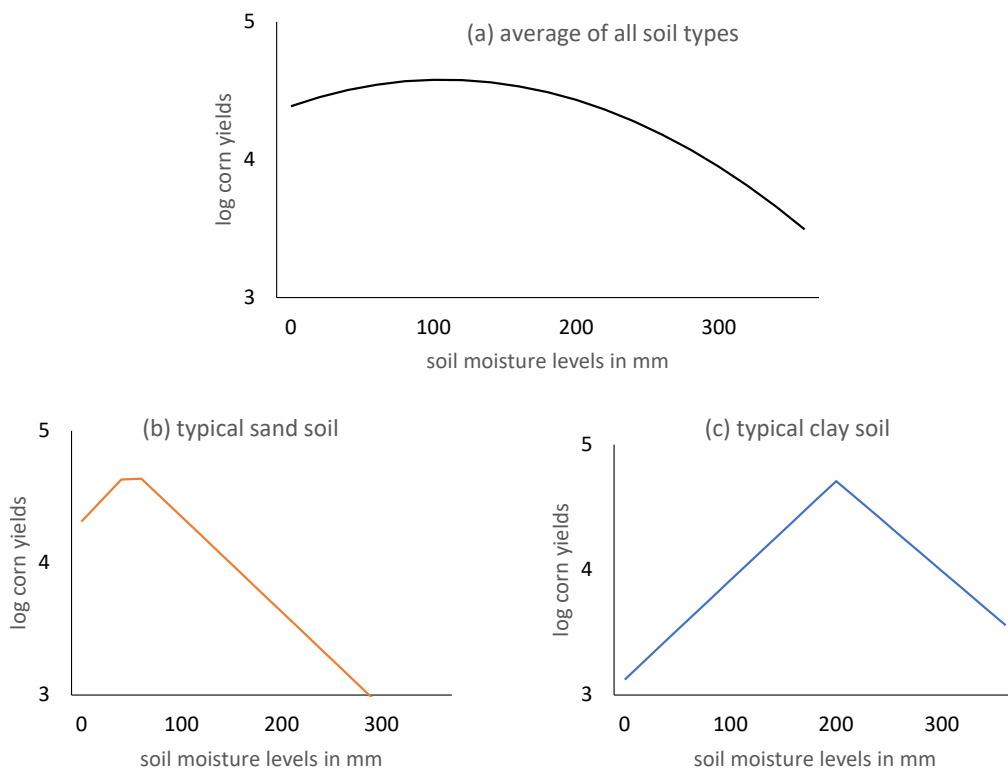 (a) average of all soil types
5
4
3
log corn yields
0 100 200 300
soil moisture levels in mm
(b) typical sand soil
5
4
3
log corn yields
0 100 200 300
soil moisture levels in mm
(c) typical clay soil
5
4
3
log corn yields
0 100 200 300
soil moisture levels in mm